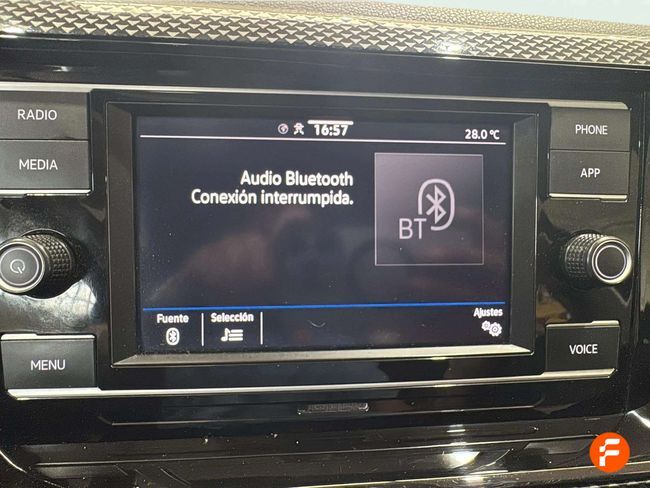 RADIO
MEDIA
MENU
16:57
28.0 °C
Audio Bluetooth
Conexión interrumpida.
BT
Fuente
Selección
Ajustes
PHONE
APP
VOICE